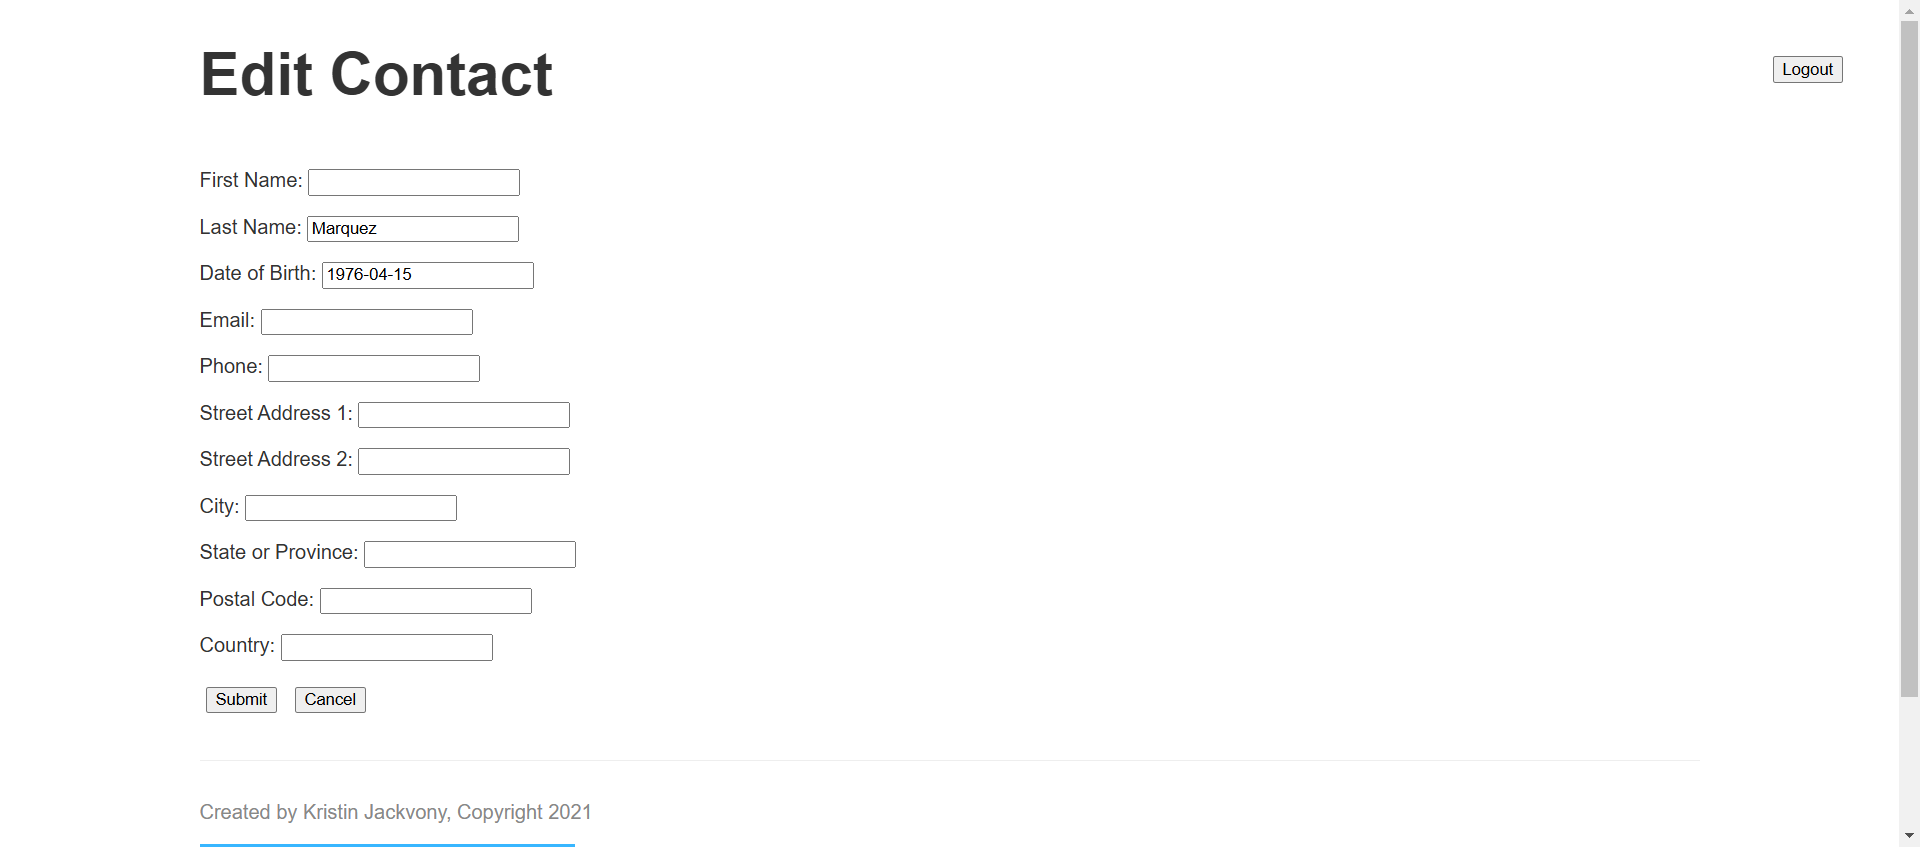 Edit Contact
Logout
First Name:
Last Name: Marquez
Date of Birth: 1976-04-15
Email:
Phone:
Street Address 1:
Street Address 2:
City:
State or Province:
Postal Code:
Country:
Submit Cancel
Created by Kristin Jackvony, Copyright 2021